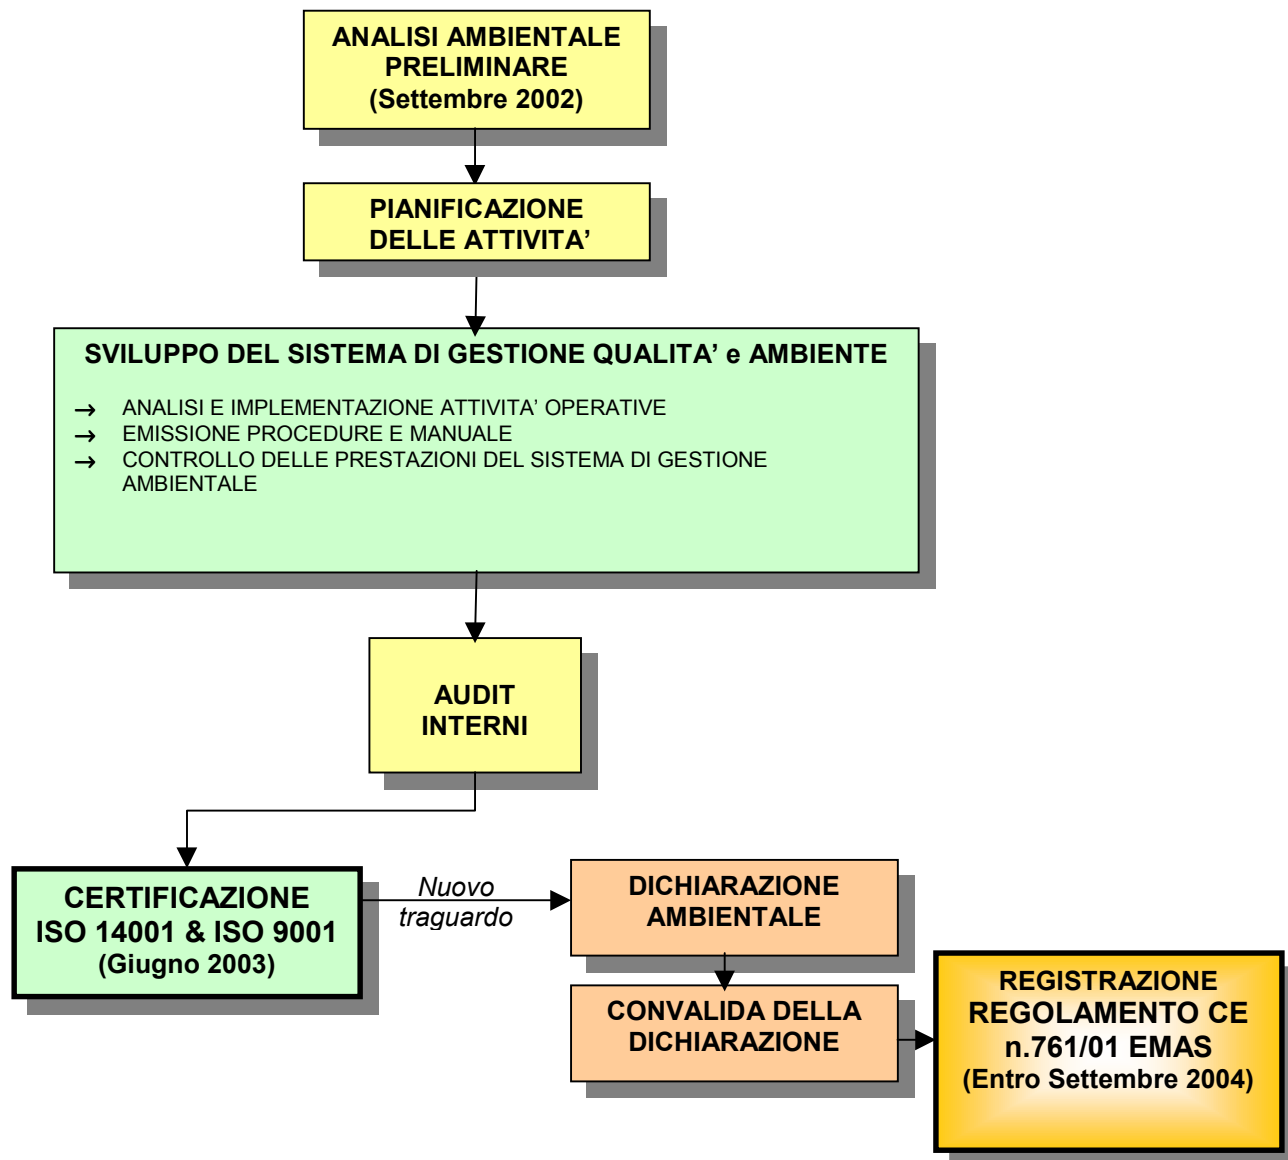 ANALISI AMBIENTALE
PRELIMINARE
(Settembre 2002)
PIANIFICAZIONE
DELLE ATTIVITA’
SVILUPPO DEL SISTEMA DI GESTIONE QUALITA’ e AMBIENTE
→ ANALISI E IMPLEMENTAZIONE ATTIVITA’ OPERATIVE
→ EMISSIONE PROCEDURE E MANUALE
→ CONTROLLO DELLE PRESTAZIONI DEL SISTEMA DI GESTIONE
AMBIENTALE
AUDIT
INTERNI
CERTIFICAZIONE
ISO 14001 & ISO 9001
(Giugno 2003)
Nuovo
traguardo
DICHIARAZIONE
AMBIENTALE
CONVALIDA DELLA
DICHIARAZIONE
REGISTRAZIONE
REGOLAMENTO CE
n.761/01 EMAS
(Entro Settembre 2004)